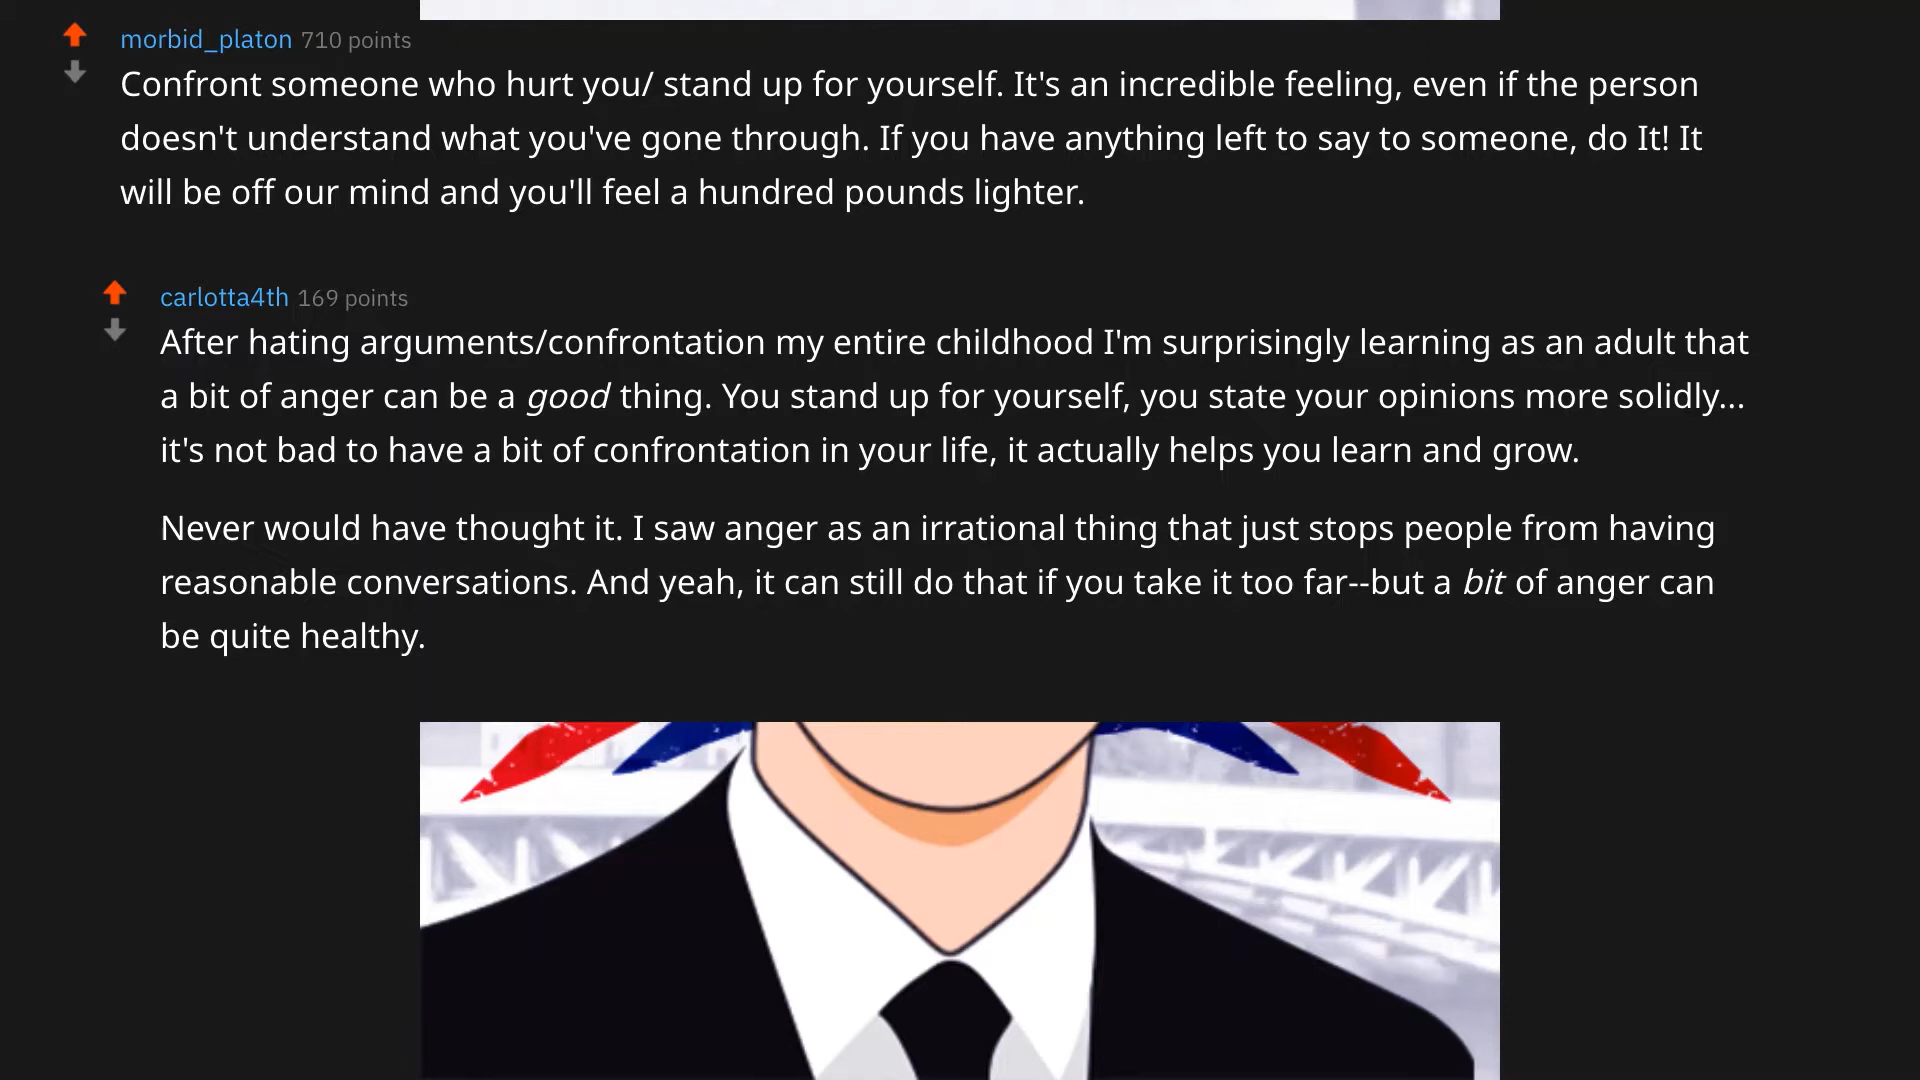 morbid_platon 710 points
Confront someone who hurt you/ stand up for yourself. It's an incredible feeling, even if the person
doesn't understand what you've gone through. If you have anything left to say to someone, do It! It
will be off our mind and you'll feel a hundred pounds lighter.
carlotta4th 169 points
After hating arguments/confrontation my entire childhood I'm surprisingly learning as an adult that
a bit of anger can be a good thing. You stand up for yourself, you state your opinions more solidly...
it's not bad to have a bit of confrontation in your life, it actually helps you learn and grow.
Never would have thought it. I saw anger as an irrational thing that just stops people from having
reasonable conversations. And yeah, it can still do that if you take it too far--but a bit of anger can
be quite healthy.